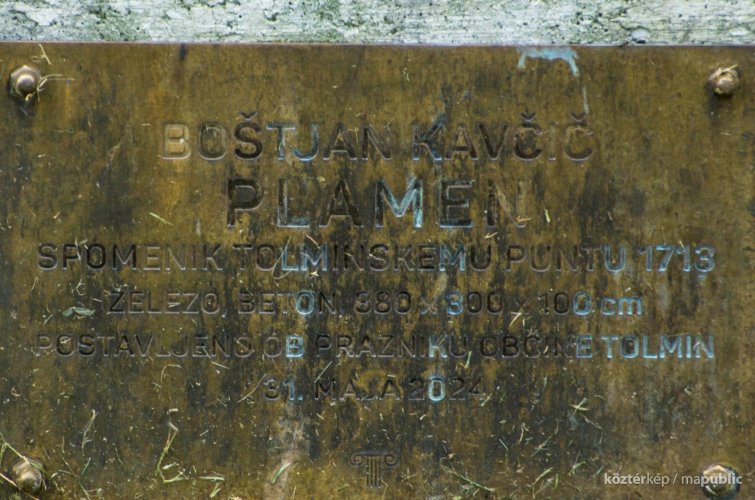 BOŠTJAN KAVČIČ
PLAMEN
SPOMENIK TOLMINSKEMU PUNTU 1713
ŽELEZO, BETON, 380 x 300 x 100 cm
POSTAVLJENO OB PRAZNIKU OBČINE TOLMIN
31. MAJA 2024
köztérkép / mapublic